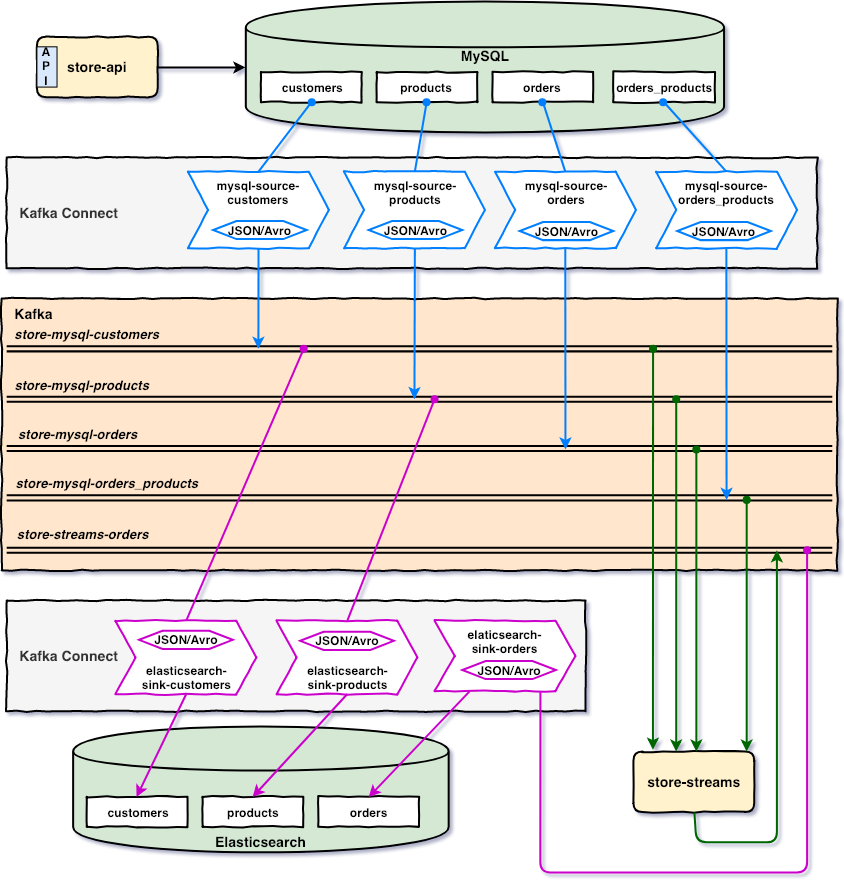 A
P
I
store-api
MySQL
customers
products
orders
orders_products
Kafka Connect
mysql-source-
customers
JSON/Avro
mysql-source-
products
JSON/Avro
mysql-source-
orders
JSON/Avro
mysql-source-
orders_products
JSON/Avro
Kafka
store-mysql-customers
store-mysql-products
store-mysql-orders
store-mysql-orders_products
store-streams-orders
Kafka Connect
JSON/Avro
elasticsearch-
sink-customers
JSON/Avro
elasticsearch-
sink-products
elaticsearch-
sink-orders
JSON/Avro
store-streams
customers
products
orders
Elasticsearch